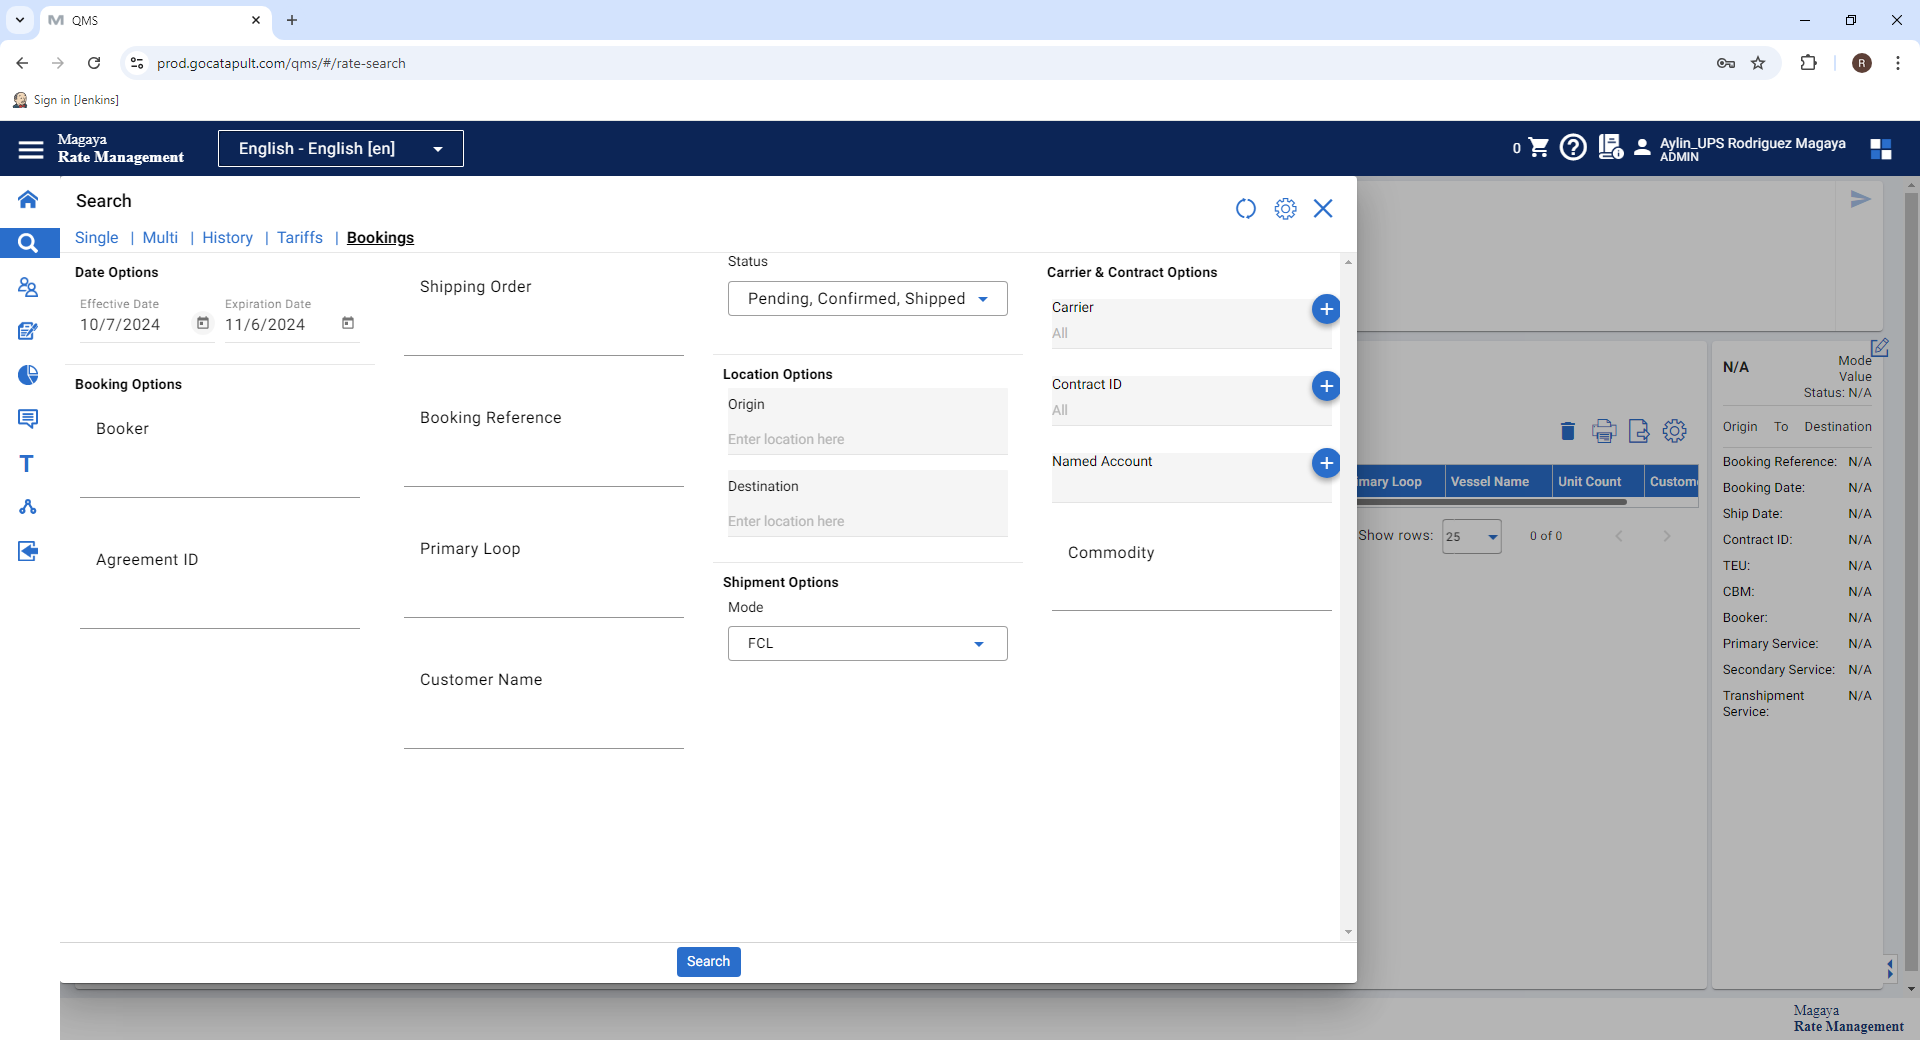 QMS
prod.gocatapult.com/qms/#/rate-search
R
Sign in [Jenkins]
Magaya
Rate Management
English - English [en]
0
Aylin_UPS Rodriguez Magaya
ADMIN
Search
Single | Multi | History | Tariffs | Bookings
Date Options
Effective Date
10/7/2024
Expiration Date
11/6/2024
Booking Options
Booker
Agreement ID
Shipping Order
Booking Reference
Primary Loop
Customer Name
Status
Pending, Confirmed, Shipped
Location Options
Origin
Enter location here
Destination
Enter location here
Shipment Options
Mode
FCL
Carrier & Contract Options
Carrier
All
Contract ID
All
Named Account
Commodity
Search
imary Loop
Vessel Name
Unit Count
Custome
Show rows:
25
0 of 0
N/A
Mode
Value
Status: N/A
Origin To Destination
Booking Reference: N/A
Booking Date: N/A
Ship Date: N/A
Contract ID: N/A
TEU: N/A
CBM: N/A
Booker: N/A
Primary Service: N/A
Secondary Service: N/A
Transhipment N/A
Service:
Magaya
Rate Management